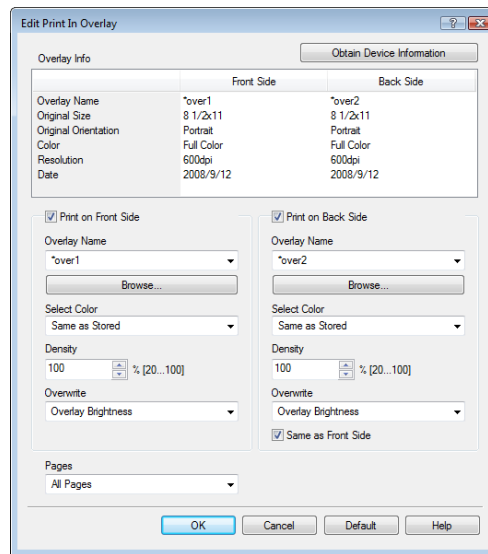 Edit Print In Overlay
Overlay Info
Obtain Device Information
Front Side Back Side
Overlay Name *over1 *over2
Original Size 8 1/2x11 8 1/2x11
Original Orientation Portrait Portrait
Color Full Color Full Color
Resolution 600dpi 600dpi
Date 2008/9/12 2008/9/12
Print on Front Side
Overlay Name
*over1
Browse...
Select Color
Same as Stored
Density
100 % [20...100]
Overwrite
Overlay Brightness
Print on Back Side
Overlay Name
*over2
Browse...
Select Color
Same as Stored
Density
100 % [20...100]
Overwrite
Overlay Brightness
Same as Front Side
Pages
All Pages
OK Cancel Default Help